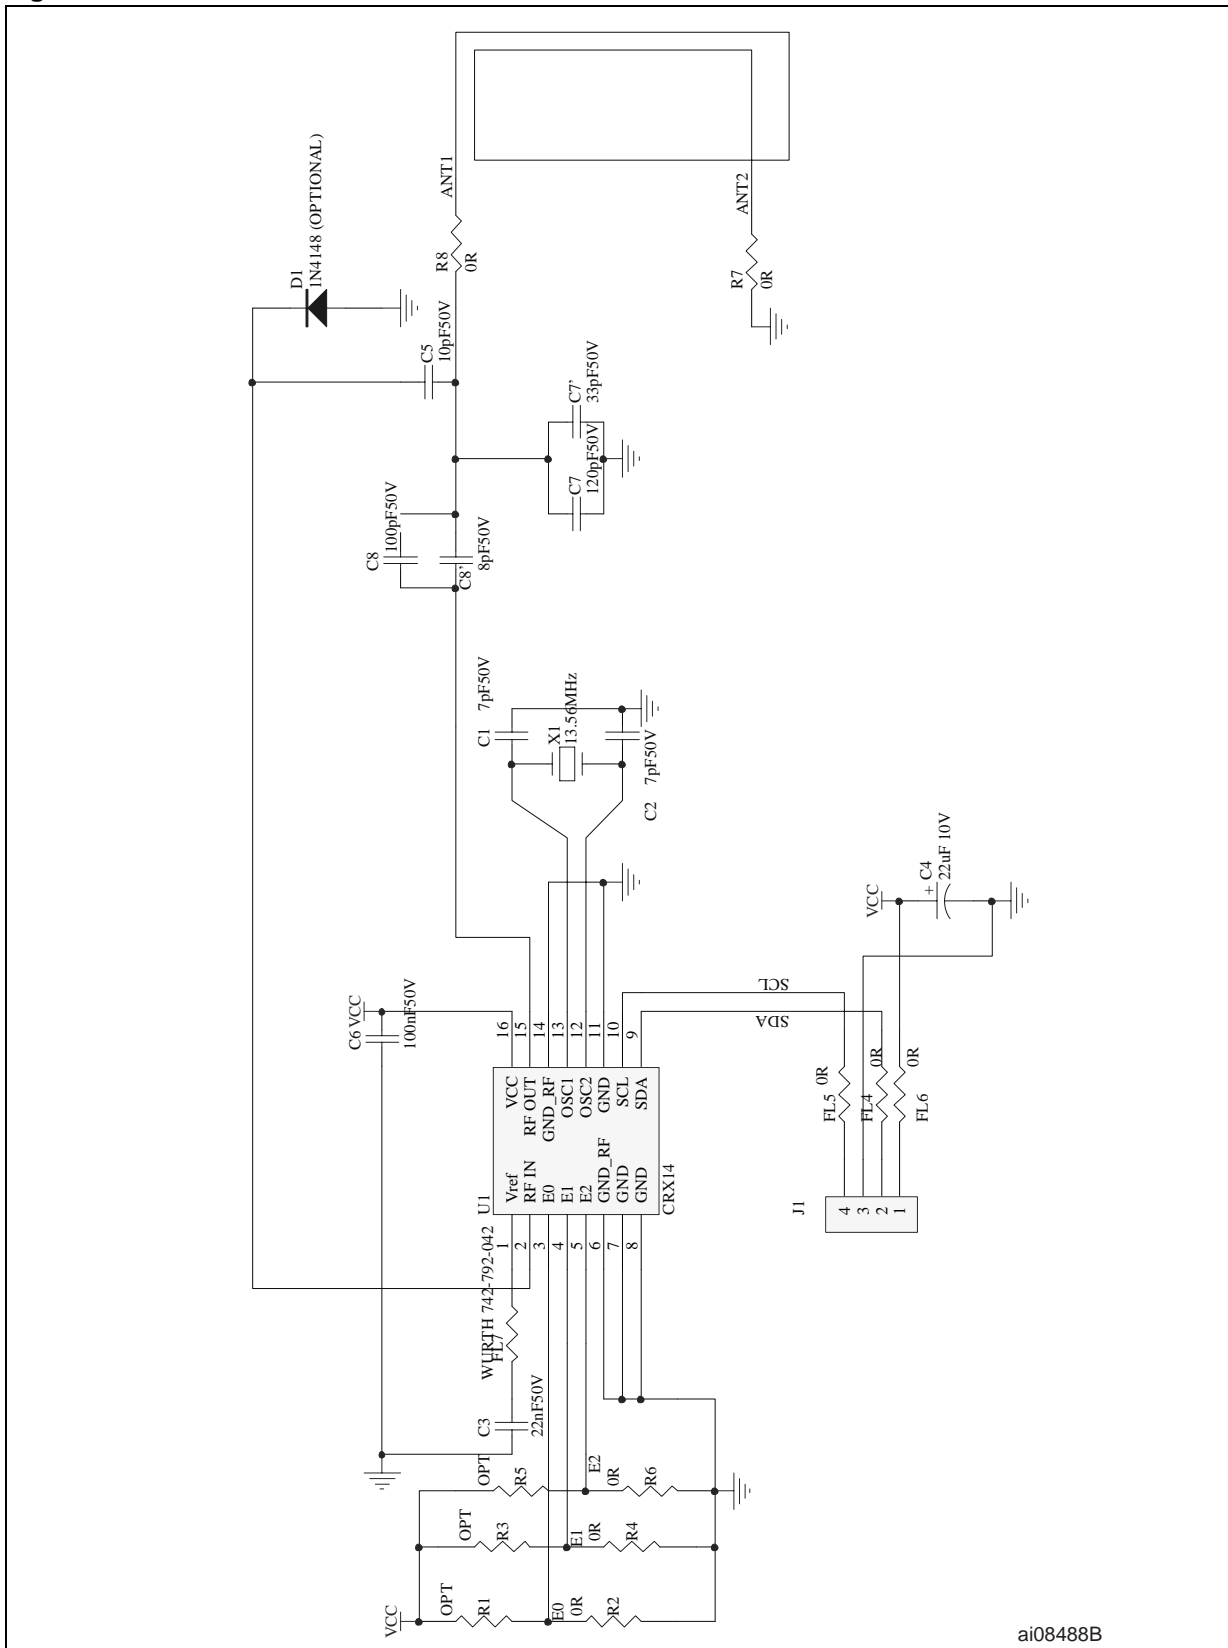 ANT1
ANT2
R8
0R
R7
0R
D1
1N4148 (OPTIONAL)
C5
10pF50V
C7'
33pF50V
C7
120pF50V
C8
100pF50V
C8'
8pF50V
C1
7pF50V
X1
13.56MHz
C2
7pF50V
VCC
C4
+
22uF 10V
C6
VCC
100nF50V
SCL
SDA
16
15
14
13
12
11
10
9
VCC
RF OUT
GND_RF
OSC1
OSC2
GND
SCL
SDA
Vref
RF IN
E0
E1
E2
GND_RF
GND
GND
U1
CRX14
1
2
3
4
5
6
7
8
FL5
0R
FL4
0R
FL6
0R
J1
4
3
2
1
WURTH 742-792-042
FL7
C3
22nF50V
OPT
R5
E2
0R
R6
OPT
R3
E1
0R
R4
VCC
OPT
R1
E0
0R
R2
ai08488B